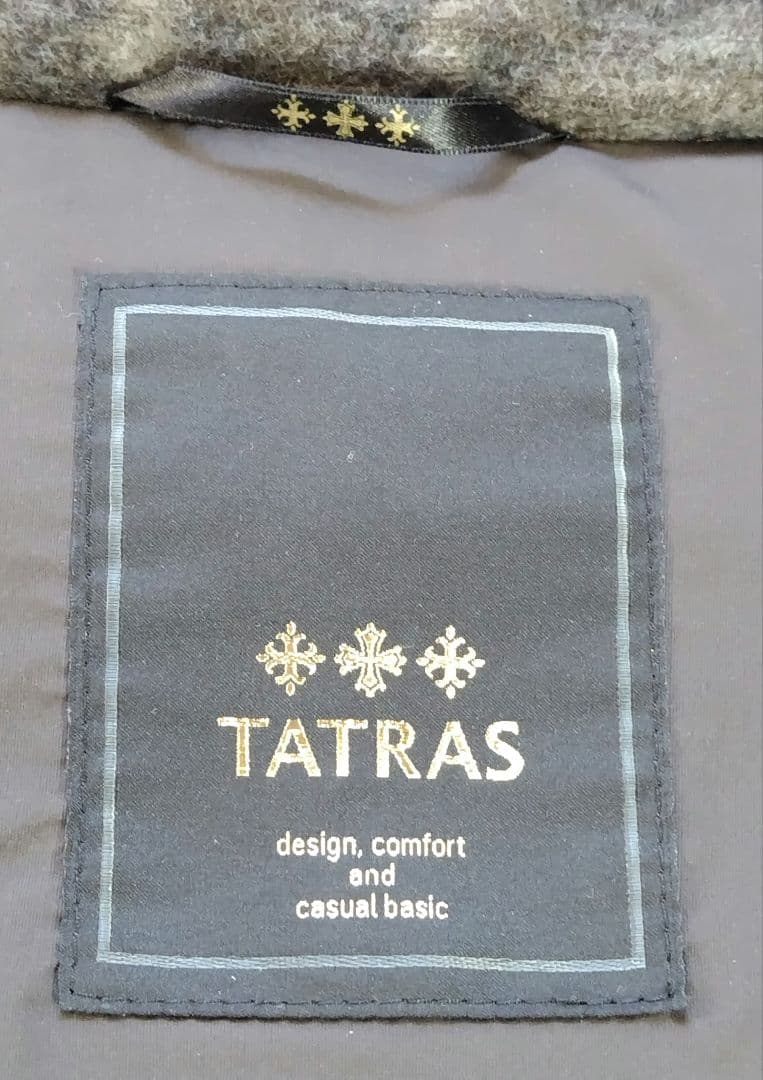 TATRAS
design, comfort
and
casual basic